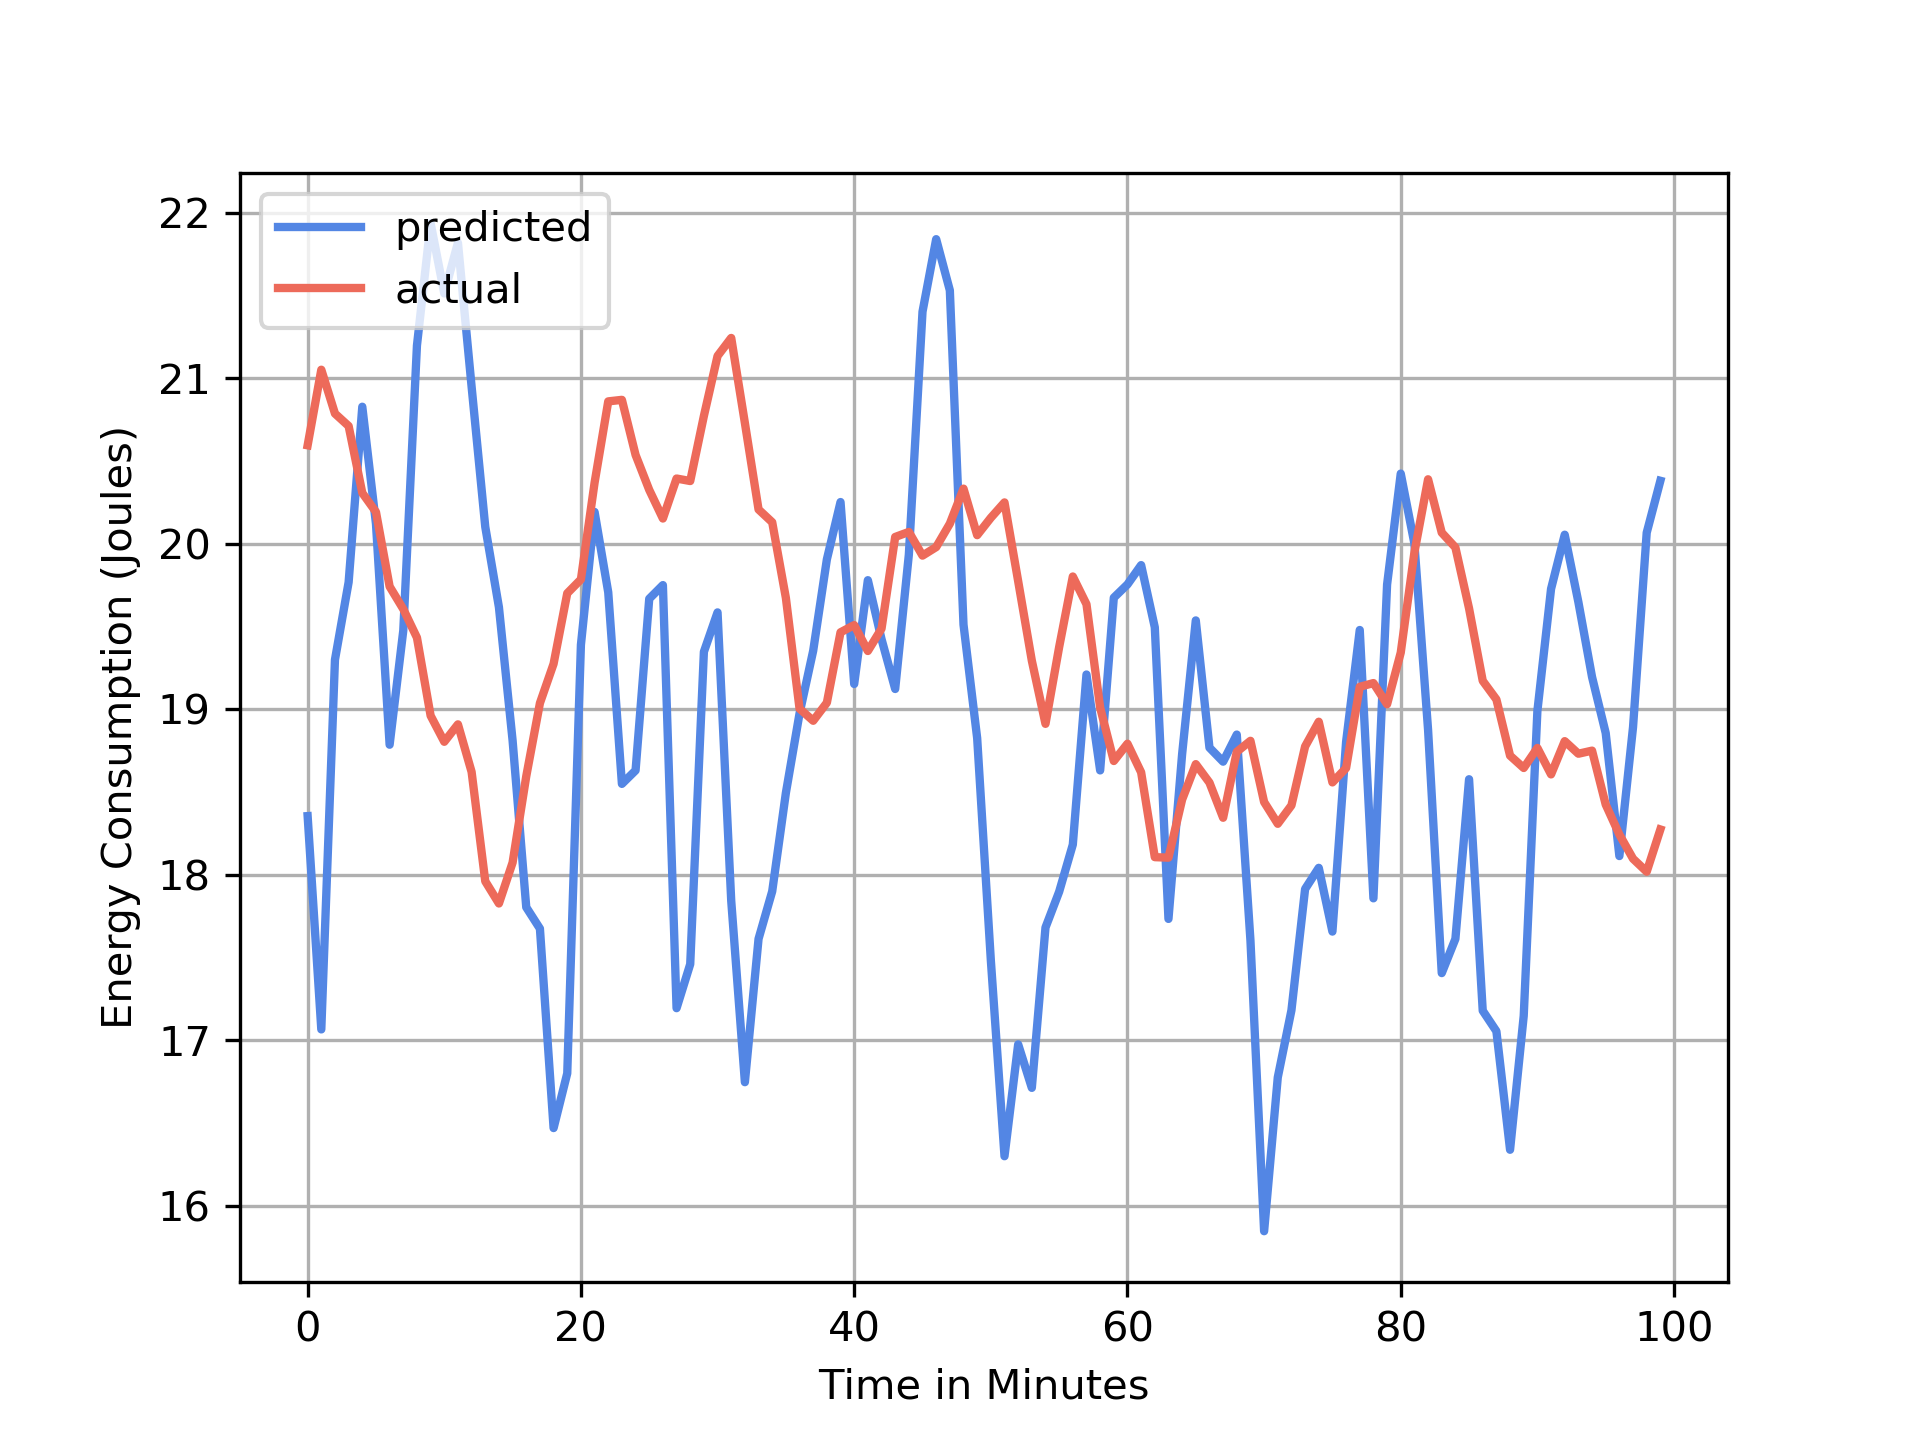 predicted
actual
22
21
20
19
18
17
16
Energy Consumption (Joules)
0 20 40 60 80 100
Time in Minutes